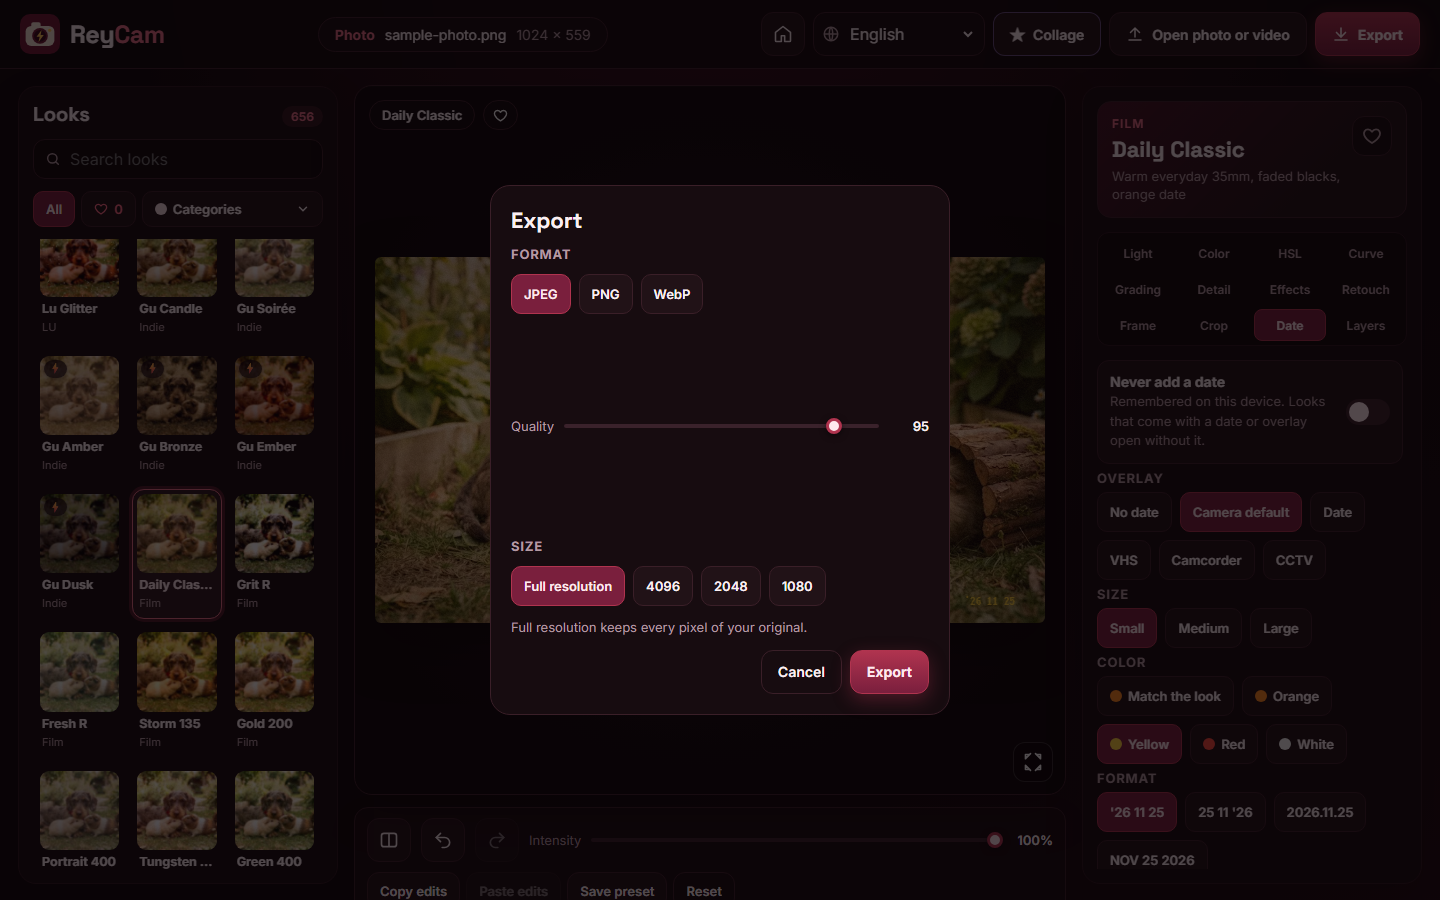 ReyCam
Photo sample-photo.png 1024 × 559
English
Collage
Open photo or video
Export
Looks
656
Search looks
All
0
Categories
Lu Glitter
LU
Gu Candle
Indie
Gu Soirée
Indie
Gu Amber
Indie
Gu Bronze
Indie
Gu Ember
Indie
Gu Dusk
Indie
Daily Clas...
Film
Grit R
Film
Fresh R
Film
Storm 135
Film
Gold 200
Film
Portrait 400
Tungsten ...
Green 400
Daily Classic
Export
FORMAT
JPEG
PNG
WebP
Quality
95
SIZE
Full resolution
4096
2048
1080
Full resolution keeps every pixel of your original.
Cancel
Export
'26 11 25
Intensity
100%
Copy edits
Paste edits
Save preset
Reset
FILM
Daily Classic
Warm everyday 35mm, faded blacks,
orange date
Light
Color
HSL
Curve
Grading
Detail
Effects
Retouch
Frame
Crop
Date
Layers
Never add a date
Remembered on this device. Looks
that come with a date or overlay
open without it.
OVERLAY
No date
Camera default
Date
VHS
Camcorder
CCTV
SIZE
Small
Medium
Large
COLOR
Match the look
Orange
Yellow
Red
White
FORMAT
'26 11 25
25 11 '26
2026.11.25
NOV 25 2026